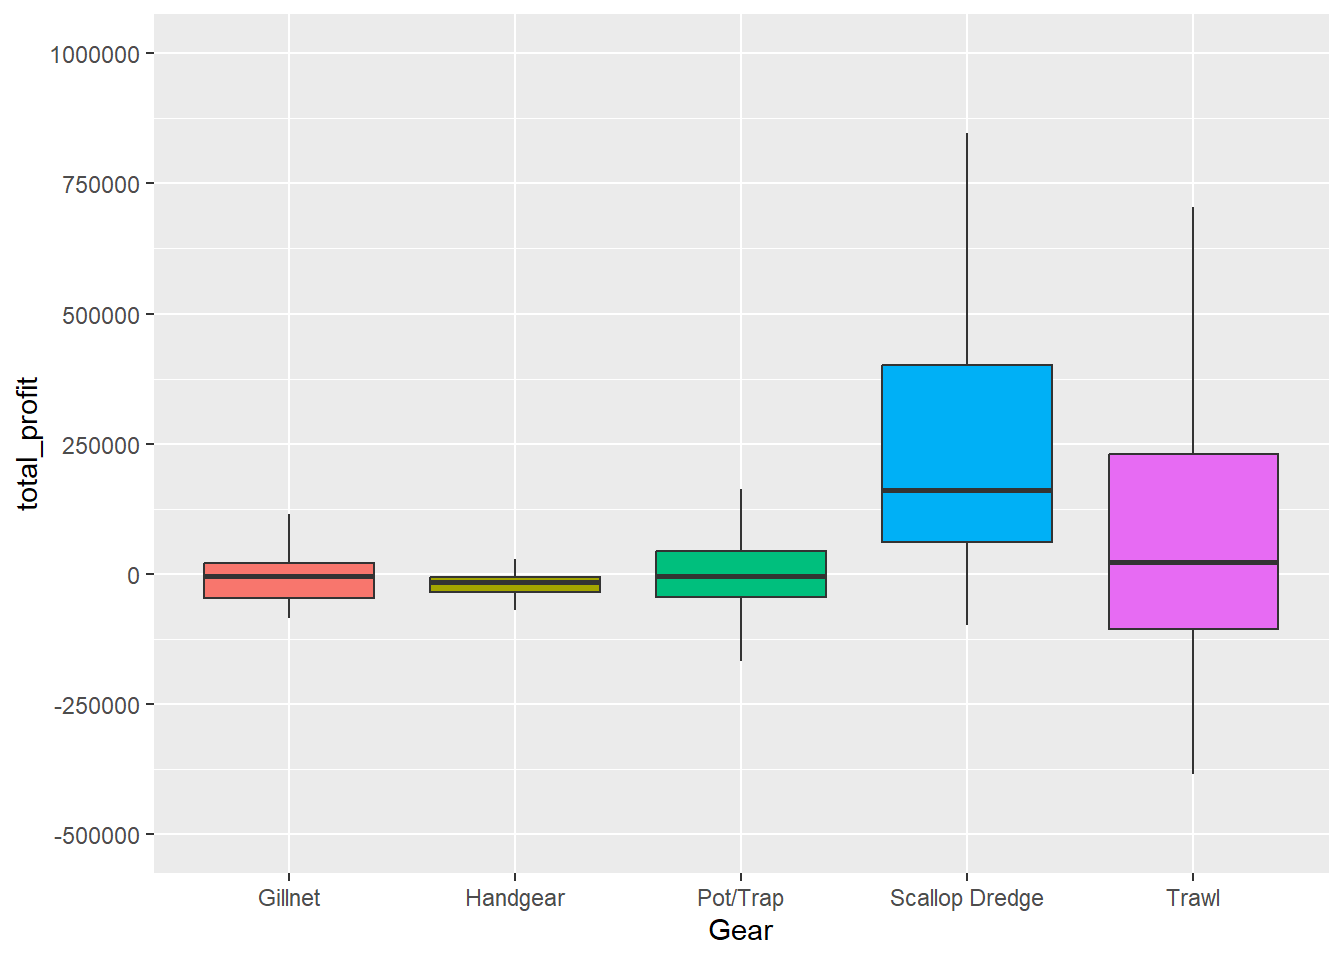 total_profit
1000000
750000
500000
250000
0
-250000
-500000
Gillnet
Handgear
Pot/Trap
Scallop Dredge
Trawl
Gear